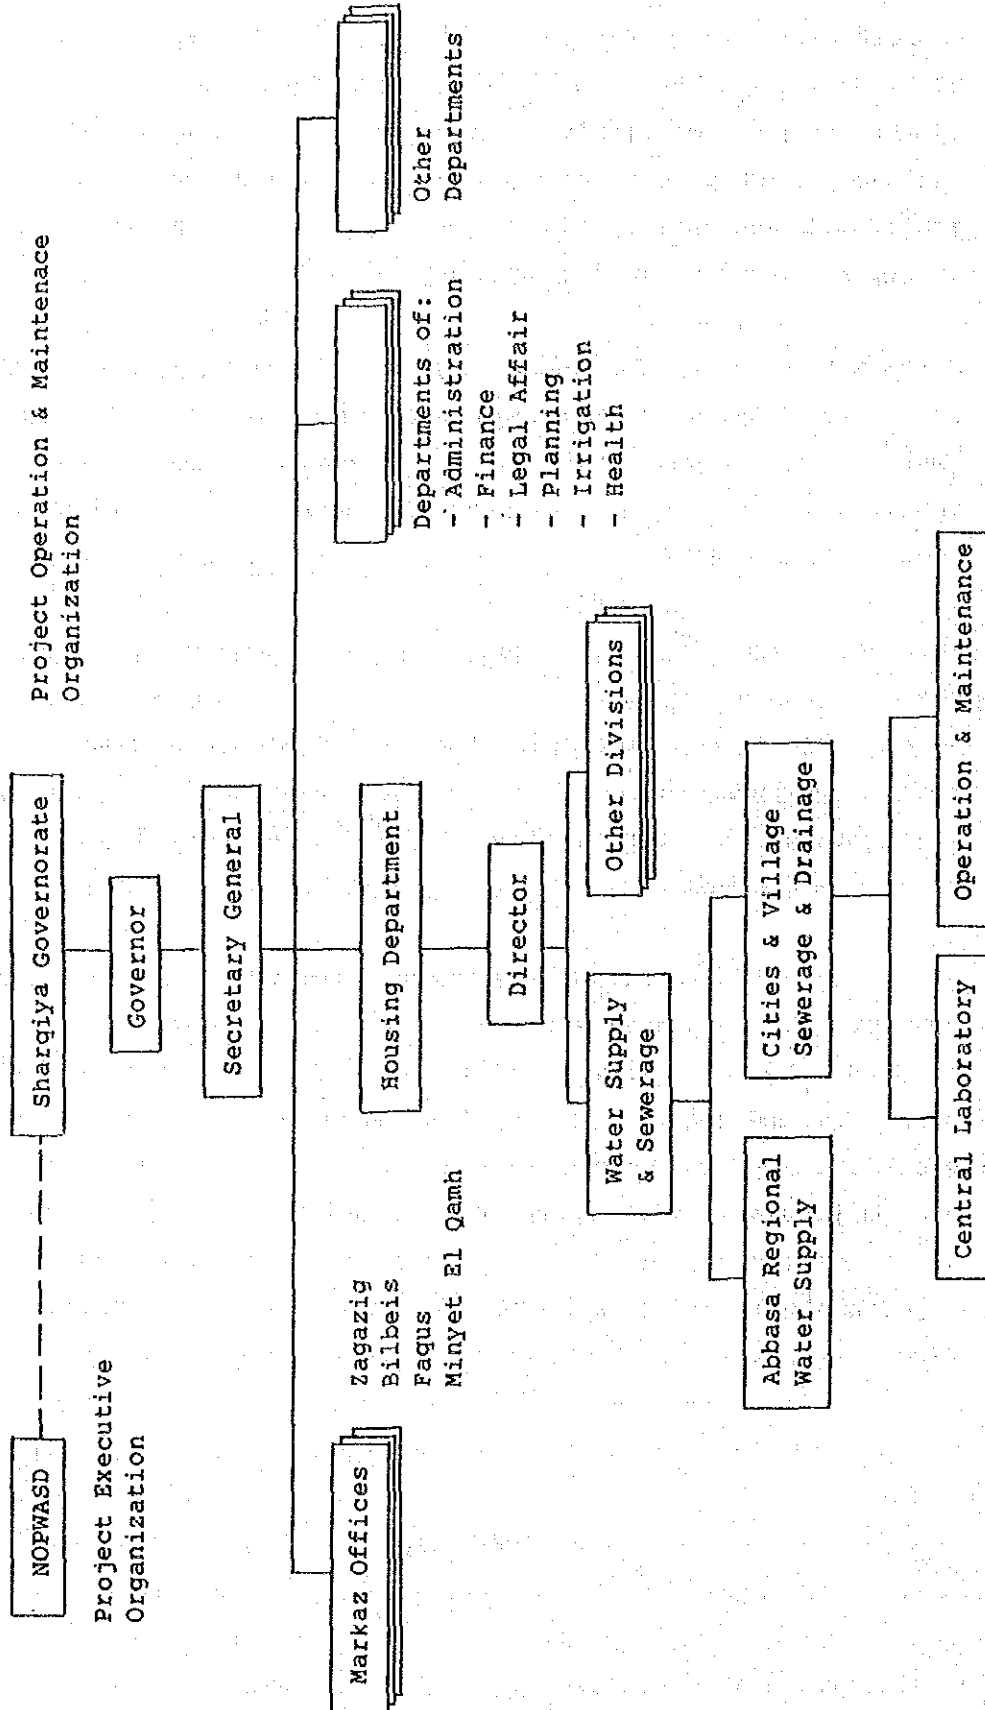 NOPWASD
Project Executive
Organization
Sharqiya Governorate
Project Operation & Maintenace
Organization
Governor
Secretary General
Markaz Offices
Zagazig
Bilbeis
Faqus
Minyet El Qamh
Housing Department
Departments of:
- Administration
- Finance
- Legal Affair
- Planning
- Irrigation
- Health
Other
Departments
Director
Water Supply
& Sewerage
Other Divisions
Abbasa Regional
Water Supply
Cities & Village
Sewerage & Drainage
Central Laboratory
Operation & Maintenance